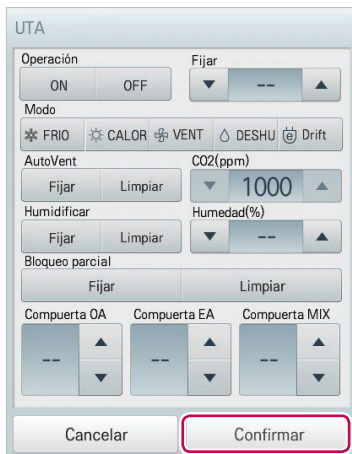 UTA
Operación Fijar
ON OFF ▼ -- ▲
Modo
FRIO CALOR VENT DESHU Drift
AutoVent CO2(ppm)
Fijar Limpiar ▼ 1000 ▲
Humidificar Humedad(%)
Fijar Limpiar ▼ -- ▲
Bloqueo parcial
Fijar Limpiar
Compuerta OA Compuerta EA Compuerta MIX
-- ▲ ▼ -- ▲ ▼ -- ▲ ▼
Cancelar Confirmar